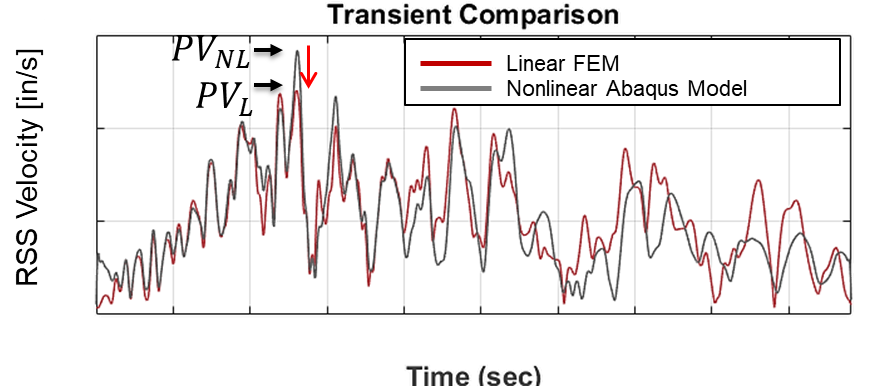 Transient Comparison
PV_NL
PV_L
Linear FEM
Nonlinear Abaqus Model
RSS Velocity [in/s]
Time (sec)